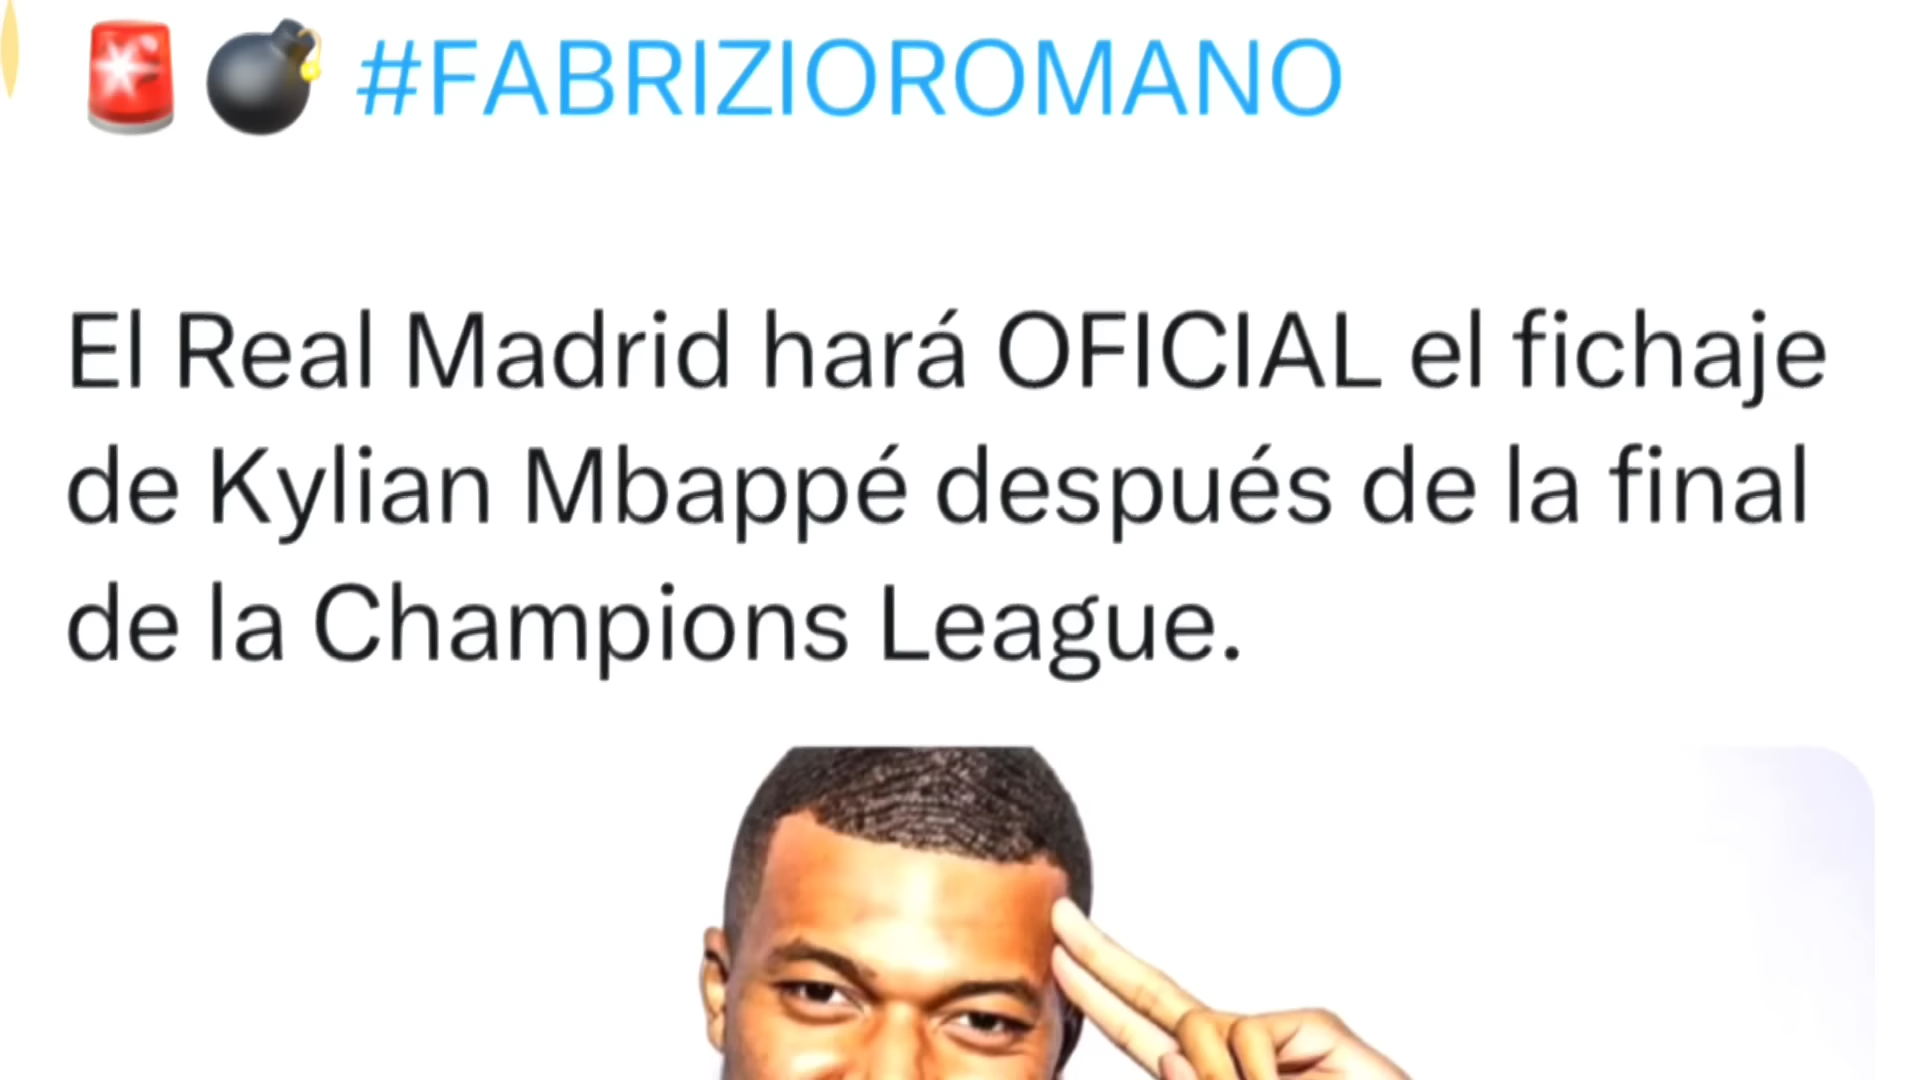 🚨💣 #FABRIZIOROMANO
El Real Madrid hará OFICIAL el fichaje
de Kylian Mbappé después de la final
de la Champions League.